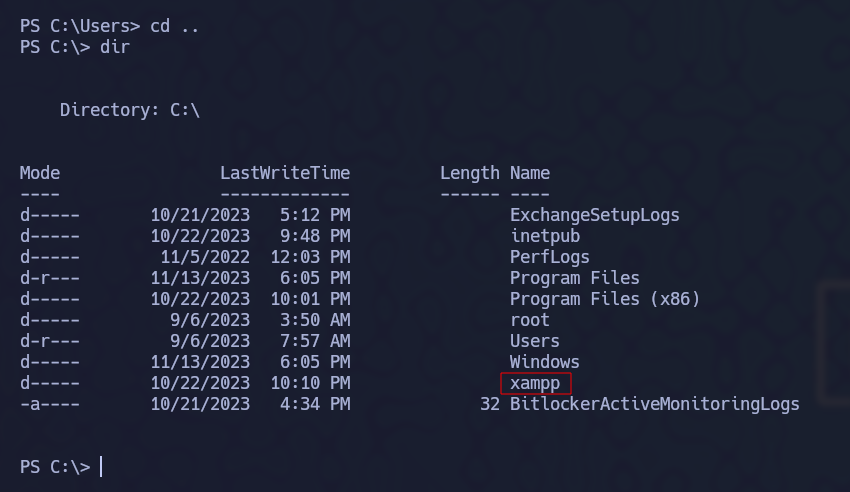 PS C:\Users> cd ..
PS C:\> dir
Directory: C:\
Mode LastWriteTime Length Name
---- ------------- ------ ----
d----- 10/21/2023 5:12 PM ExchangeSetupLogs
d----- 10/22/2023 9:48 PM inetpub
d----- 11/5/2022 12:03 PM PerfLogs
d-r--- 11/13/2023 6:05 PM Program Files
d----- 10/22/2023 10:01 PM Program Files (x86)
d----- 9/6/2023 3:50 AM root
d-r--- 9/6/2023 7:57 AM Users
d----- 11/13/2023 6:05 PM Windows
d----- 10/22/2023 10:10 PM xampp
-a---- 10/21/2023 4:34 PM 32 BitlockerActiveMonitoringLogs
PS C:\>